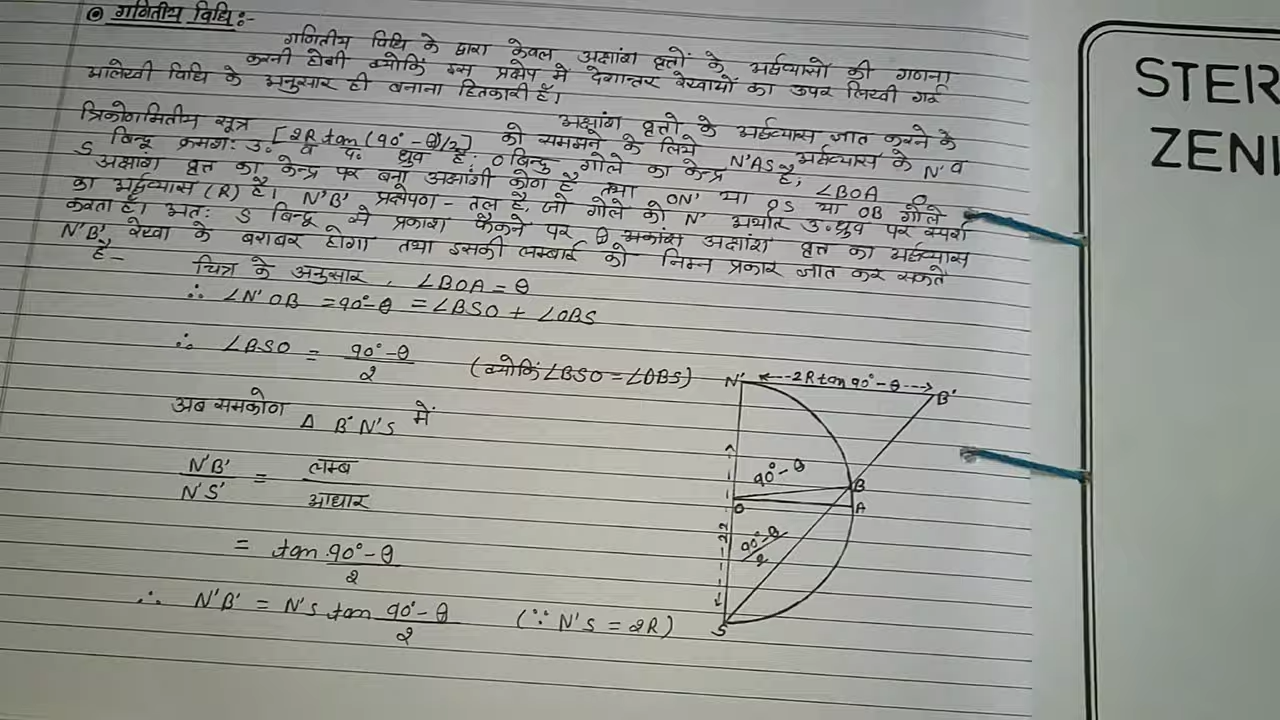 गणितीय विधि:-
गणितीय विधि के द्वारा केवल अक्षांश वृत्तों के अर्द्धव्यासों की गणना
करनी होगी क्योंकि इस प्रक्षेप में देशान्तर रेखाओं का ऊपर लिखी गई
आलेखी विधि के अनुसार ही बनाना हितकारी है।
अक्षांश वृत्तो के अर्द्धव्यास ज्ञात करने के
त्रिकोणमितीय सूत्र [2R tan (90° - θ/2)] को समझने के लिये N'AS अर्द्धव्यास के N' व
S बिन्दू क्रमशः उ. व द. ध्रुव है; O बिन्दु गोले का केन्द्र है; ∠BOA O
अक्षांश वृत्त का केन्द्र पर बना अक्षांशी कोण है तथा ON' या OS या OB गोले
का अर्द्धव्यास (R) है। N'B' प्रक्षेपण - तल है, जो गोले को N' अर्थात उ. ध्रुव पर स्पर्श
करता है। अत: S बिन्दू से प्रकाश फैकने पर θ अक्षांश वृत्त का अर्द्धव्यास
N'B' रेखा के बराबर होगा तथा इसकी लम्बाई को निम्न प्रकार ज्ञात कर सकते
है-
चित्र के अनुसार, ∠BOA = θ
∴ ∠N'OB = 90°-θ = ∠BSO + ∠OBS
∴ ∠BSO = 90°-θ / 2 (क्योंकि ∠BSO = ∠OBS)
अब समकोण Δ B'N'S में
N'B' / N'S' = लम्ब / आधार
= tan 90°-θ / 2
∴ N'B' = N'S tan 90°-θ / 2 (∵ N'S = 2R)
N' 2R tan 90°-θ B'
90°-θ B
O A
2R 90°-θ / 2
S
STER
ZENI